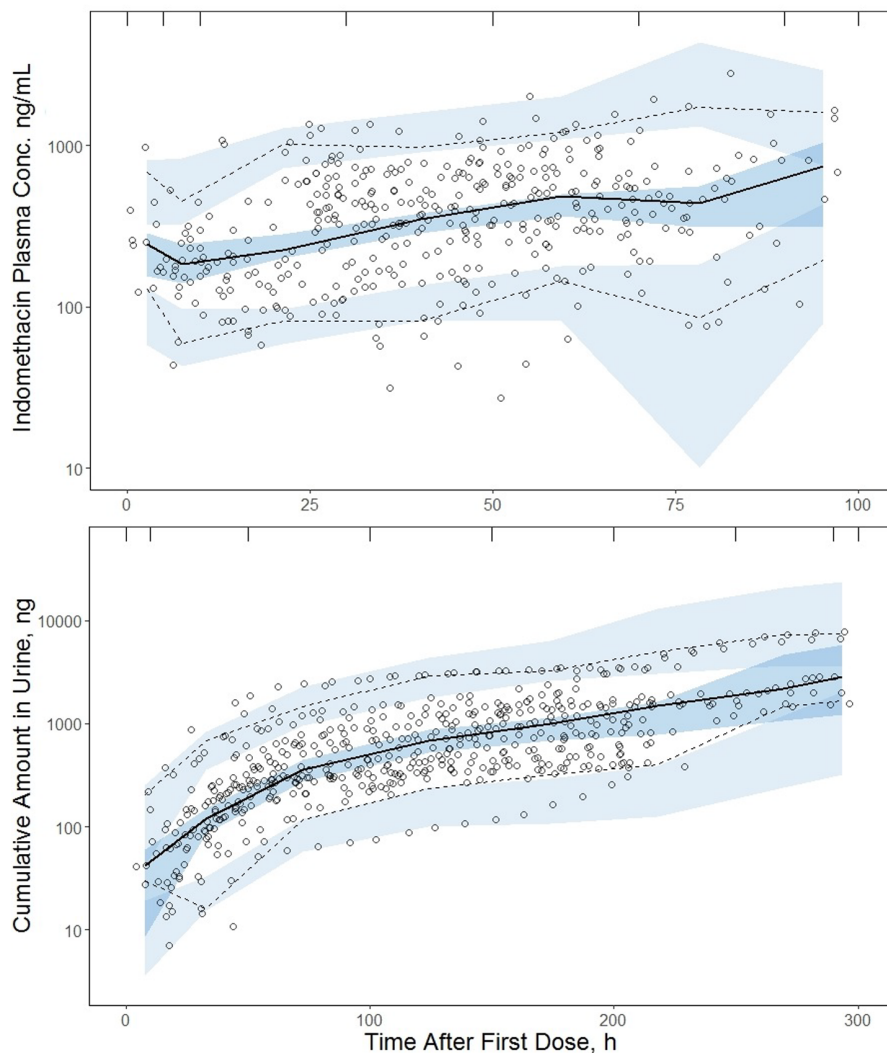 Indomethacin Plasma Conc. ng/mL
1000
100
10
0 25 50 75 100
Cumulative Amount in Urine, ng
10000
1000
100
10
0 100 200 300
Time After First Dose, h